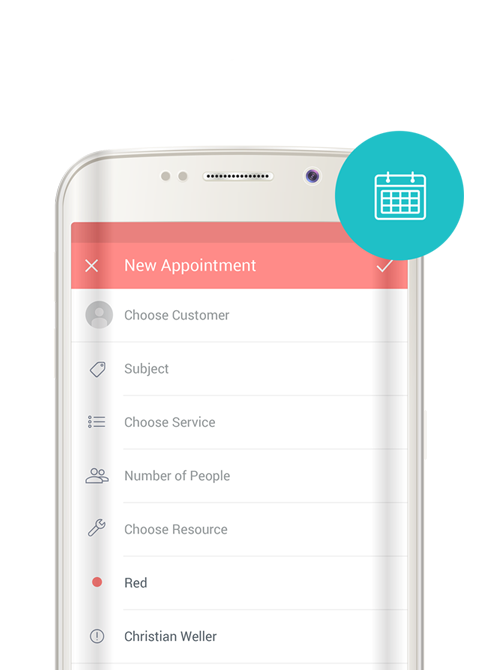 New Appointment
Choose Customer
Subject
Choose Service
Number of People
Choose Resource
Red
Christian Weller